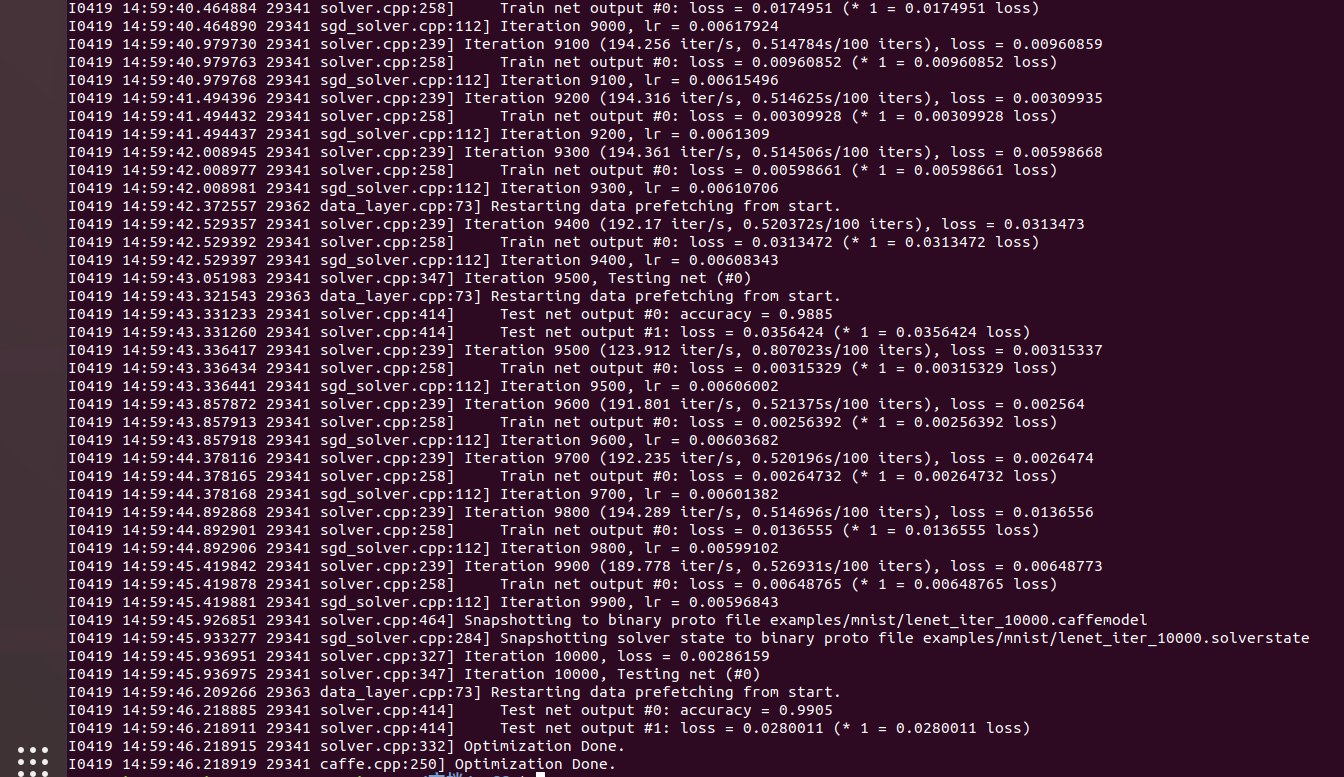 I0419 14:59:40.464884 29341 solver.cpp:258]     Train net output #0: loss = 0.0174951 (* 1 = 0.0174951 loss)
I0419 14:59:40.464890 29341 sgd_solver.cpp:112] Iteration 9000, lr = 0.00617924
I0419 14:59:40.979730 29341 solver.cpp:239] Iteration 9100 (194.256 iter/s, 0.514784s/100 iters), loss = 0.00960859
I0419 14:59:40.979763 29341 solver.cpp:258]     Train net output #0: loss = 0.00960852 (* 1 = 0.00960852 loss)
I0419 14:59:40.979768 29341 sgd_solver.cpp:112] Iteration 9100, lr = 0.00615496
I0419 14:59:41.494396 29341 solver.cpp:239] Iteration 9200 (194.316 iter/s, 0.514625s/100 iters), loss = 0.00309935
I0419 14:59:41.494432 29341 solver.cpp:258]     Train net output #0: loss = 0.00309928 (* 1 = 0.00309928 loss)
I0419 14:59:41.494437 29341 sgd_solver.cpp:112] Iteration 9200, lr = 0.0061309
I0419 14:59:42.008945 29341 solver.cpp:239] Iteration 9300 (194.361 iter/s, 0.514506s/100 iters), loss = 0.00598668
I0419 14:59:42.008977 29341 solver.cpp:258]     Train net output #0: loss = 0.00598661 (* 1 = 0.00598661 loss)
I0419 14:59:42.008981 29341 sgd_solver.cpp:112] Iteration 9300, lr = 0.00610706
I0419 14:59:42.372557 29362 data_layer.cpp:73] Restarting data prefetching from start.
I0419 14:59:42.529357 29341 solver.cpp:239] Iteration 9400 (192.17 iter/s, 0.520372s/100 iters), loss = 0.0313473
I0419 14:59:42.529392 29341 solver.cpp:258]     Train net output #0: loss = 0.0313472 (* 1 = 0.0313472 loss)
I0419 14:59:42.529397 29341 sgd_solver.cpp:112] Iteration 9400, lr = 0.00608343
I0419 14:59:43.051983 29341 solver.cpp:347] Iteration 9500, Testing net (#0)
I0419 14:59:43.321543 29363 data_layer.cpp:73] Restarting data prefetching from start.
I0419 14:59:43.331233 29341 solver.cpp:414]     Test net output #0: accuracy = 0.9885
I0419 14:59:43.331260 29341 solver.cpp:414]     Test net output #1: loss = 0.0356424 (* 1 = 0.0356424 loss)
I0419 14:59:43.336417 29341 solver.cpp:239] Iteration 9500 (123.912 iter/s, 0.807023s/100 iters), loss = 0.00315337
I0419 14:59:43.336434 29341 solver.cpp:258]     Train net output #0: loss = 0.00315329 (* 1 = 0.00315329 loss)
I0419 14:59:43.336441 29341 sgd_solver.cpp:112] Iteration 9500, lr = 0.00606002
I0419 14:59:43.857872 29341 solver.cpp:239] Iteration 9600 (191.801 iter/s, 0.521375s/100 iters), loss = 0.002564
I0419 14:59:43.857913 29341 solver.cpp:258]     Train net output #0: loss = 0.00256392 (* 1 = 0.00256392 loss)
I0419 14:59:43.857918 29341 sgd_solver.cpp:112] Iteration 9600, lr = 0.00603682
I0419 14:59:44.378116 29341 solver.cpp:239] Iteration 9700 (192.235 iter/s, 0.520196s/100 iters), loss = 0.0026474
I0419 14:59:44.378165 29341 solver.cpp:258]     Train net output #0: loss = 0.00264732 (* 1 = 0.00264732 loss)
I0419 14:59:44.378168 29341 sgd_solver.cpp:112] Iteration 9700, lr = 0.00601382
I0419 14:59:44.892868 29341 solver.cpp:239] Iteration 9800 (194.289 iter/s, 0.514696s/100 iters), loss = 0.0136556
I0419 14:59:44.892901 29341 solver.cpp:258]     Train net output #0: loss = 0.0136555 (* 1 = 0.0136555 loss)
I0419 14:59:44.892906 29341 sgd_solver.cpp:112] Iteration 9800, lr = 0.00599102
I0419 14:59:45.419842 29341 solver.cpp:239] Iteration 9900 (189.778 iter/s, 0.526931s/100 iters), loss = 0.00648773
I0419 14:59:45.419878 29341 solver.cpp:258]     Train net output #0: loss = 0.00648765 (* 1 = 0.00648765 loss)
I0419 14:59:45.419881 29341 sgd_solver.cpp:112] Iteration 9900, lr = 0.00596843
I0419 14:59:45.926851 29341 solver.cpp:464] Snapshotting to binary proto file examples/mnist/lenet_iter_10000.caffemodel
I0419 14:59:45.933277 29341 sgd_solver.cpp:284] Snapshotting solver state to binary proto file examples/mnist/lenet_iter_10000.solverstate
I0419 14:59:45.936951 29341 solver.cpp:327] Iteration 10000, loss = 0.00286159
I0419 14:59:45.936975 29341 solver.cpp:347] Iteration 10000, Testing net (#0)
I0419 14:59:46.209266 29363 data_layer.cpp:73] Restarting data prefetching from start.
I0419 14:59:46.218885 29341 solver.cpp:414]     Test net output #0: accuracy = 0.9905
I0419 14:59:46.218911 29341 solver.cpp:414]     Test net output #1: loss = 0.0280011 (* 1 = 0.0280011 loss)
I0419 14:59:46.218915 29341 solver.cpp:332] Optimization Done.
I0419 14:59:46.218919 29341 caffe.cpp:250] Optimization Done.